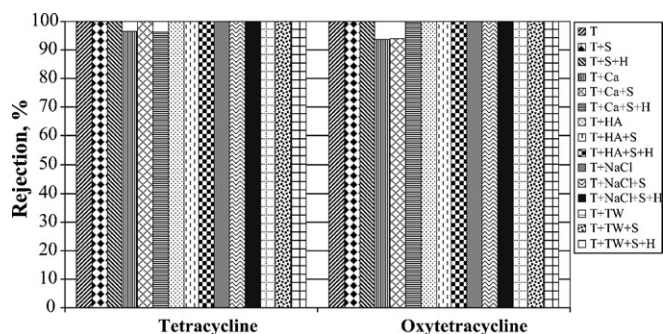 100
90
80
70
60
50
40
30
20
10
0
Rejection, %
Tetracycline
Oxytetracycline
T
T+S
T+S+H
T+Ca
T+Ca+S
T+Ca+S+H
T+HA
T+HA+S
T+HA+S+H
T+NaCl
T+NaCl+S
T+NaCl+S+H
T+TW
T+TW+S
T+TW+S+H